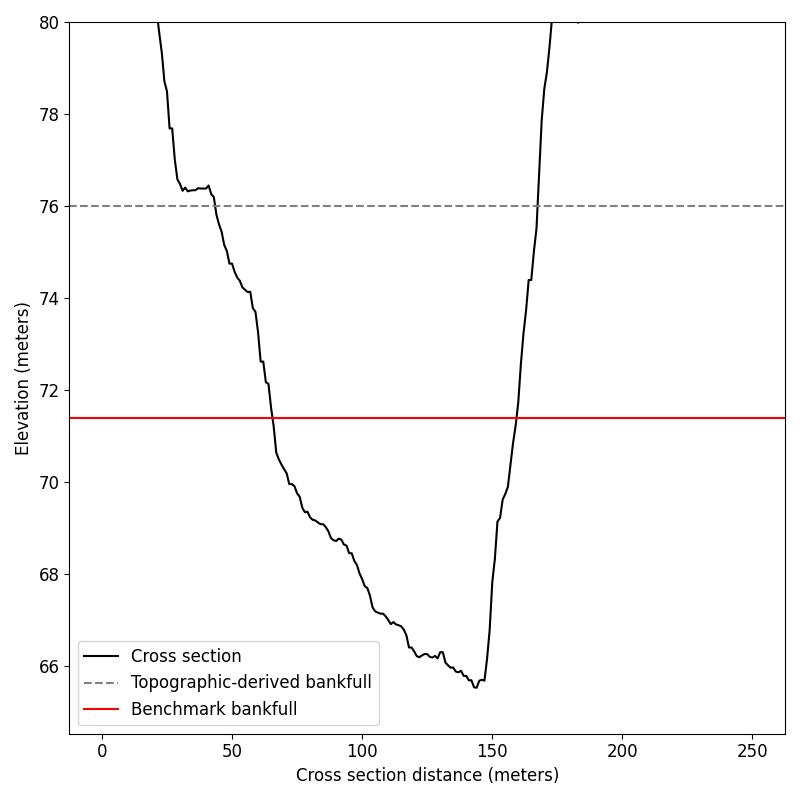 80
78
76
74
72
70
68
66
Elevation (meters)
Cross section
Topographic-derived bankfull
Benchmark bankfull
0 50 100 150 200 250
Cross section distance (meters)